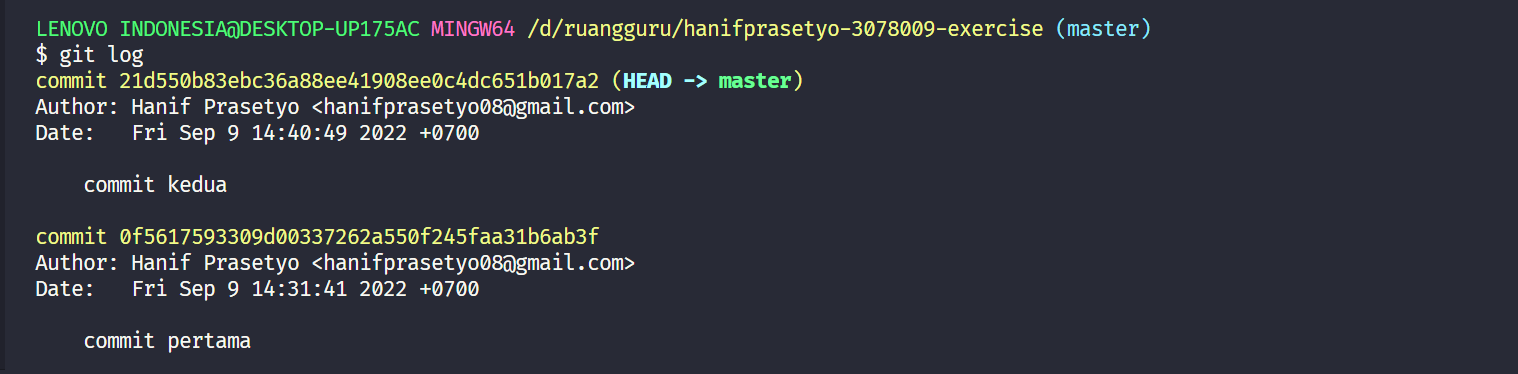 LENOVO INDONESIA@DESKTOP-UP175AC MINGW64 /d/ruangguru/hanifprasetyo-3078009-exercise (master)
$ git log
commit 21d550b83ebc36a88ee41908ee0c4dc651b017a2 (HEAD -> master)
Author: Hanif Prasetyo <hanifprasetyo08@gmail.com>
Date:   Fri Sep 9 14:40:49 2022 +0700
    commit kedua
commit 0f5617593309d00337262a550f245faa31b6ab3f
Author: Hanif Prasetyo <hanifprasetyo08@gmail.com>
Date:   Fri Sep 9 14:31:41 2022 +0700
    commit pertama